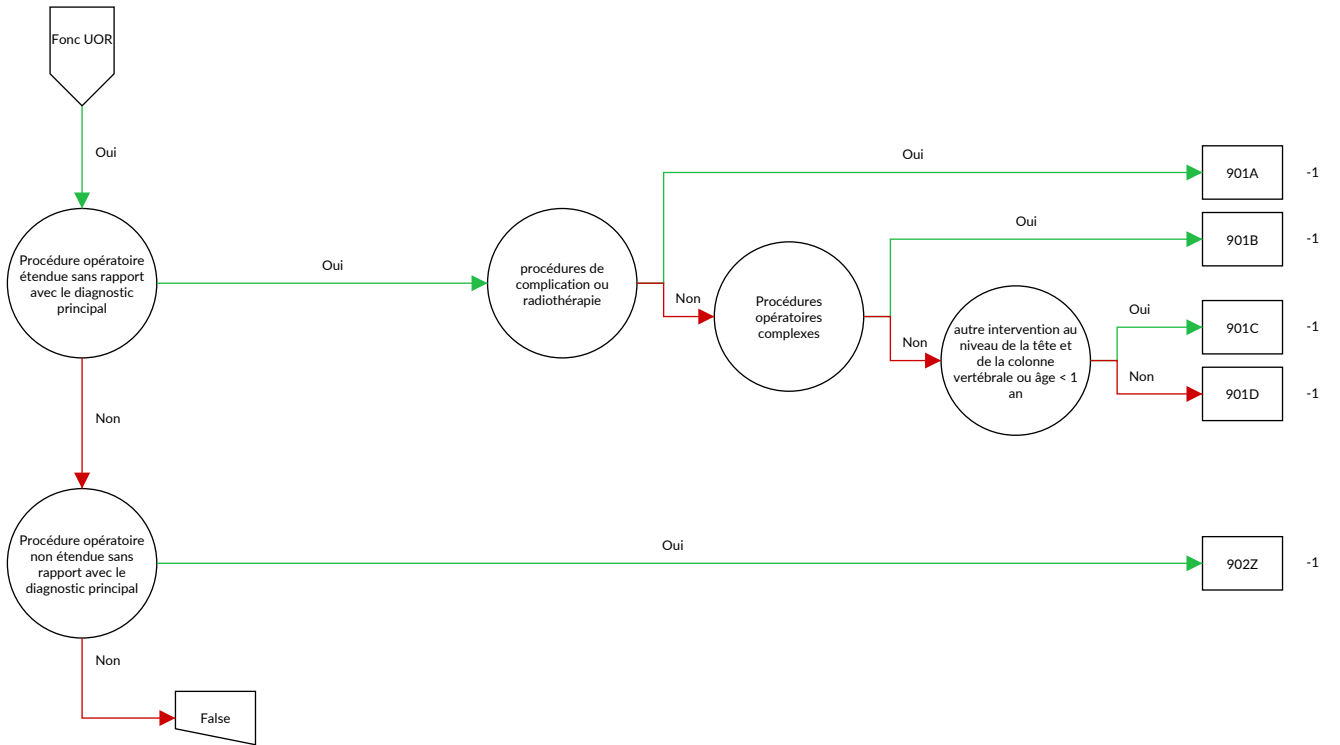 Fonc UOR
Oui
Oui
901A
-1
Oui
901B
-1
Procédure opératoire
étendue sans rapport
avec le diagnostic
principal
Oui
procédures de
complication ou
radiothérapie
Non
Procédures
opératoires
complexes
Non
autre intervention au
niveau de la tête et
de la colonne
vertébrale ou âge < 1
an
Oui
901C
-1
Non
901D
-1
Non
Procédure opératoire
non étendue sans
rapport avec le
diagnostic principal
Oui
902Z
-1
Non
False